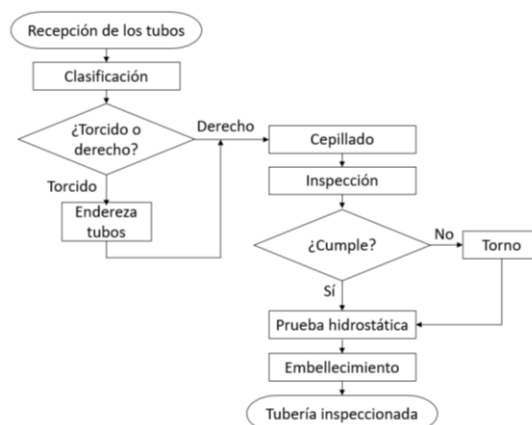 Recepción de los tubos
Clasificación
¿Torcido o
derecho?
Derecho
Torcido
Endereza
tubos
Cepillado
Inspección
¿Cumple?
No
Torno
Sí
Prueba hidrostática
Embellecimiento
Tubería inspeccionada